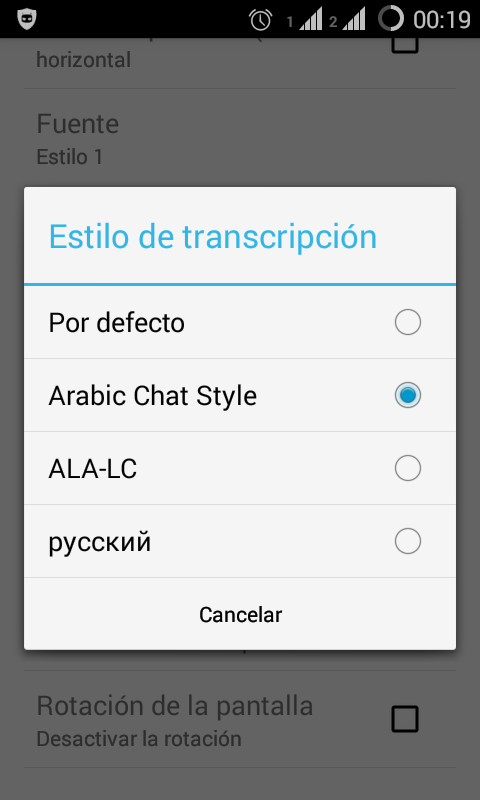 1 2 00:19
horizontal
Fuente
Estilo 1
Estilo de transcripción
Por defecto
Arabic Chat Style
ALA-LC
русский
Cancelar
Rotación de la pantalla
Desactivar la rotación